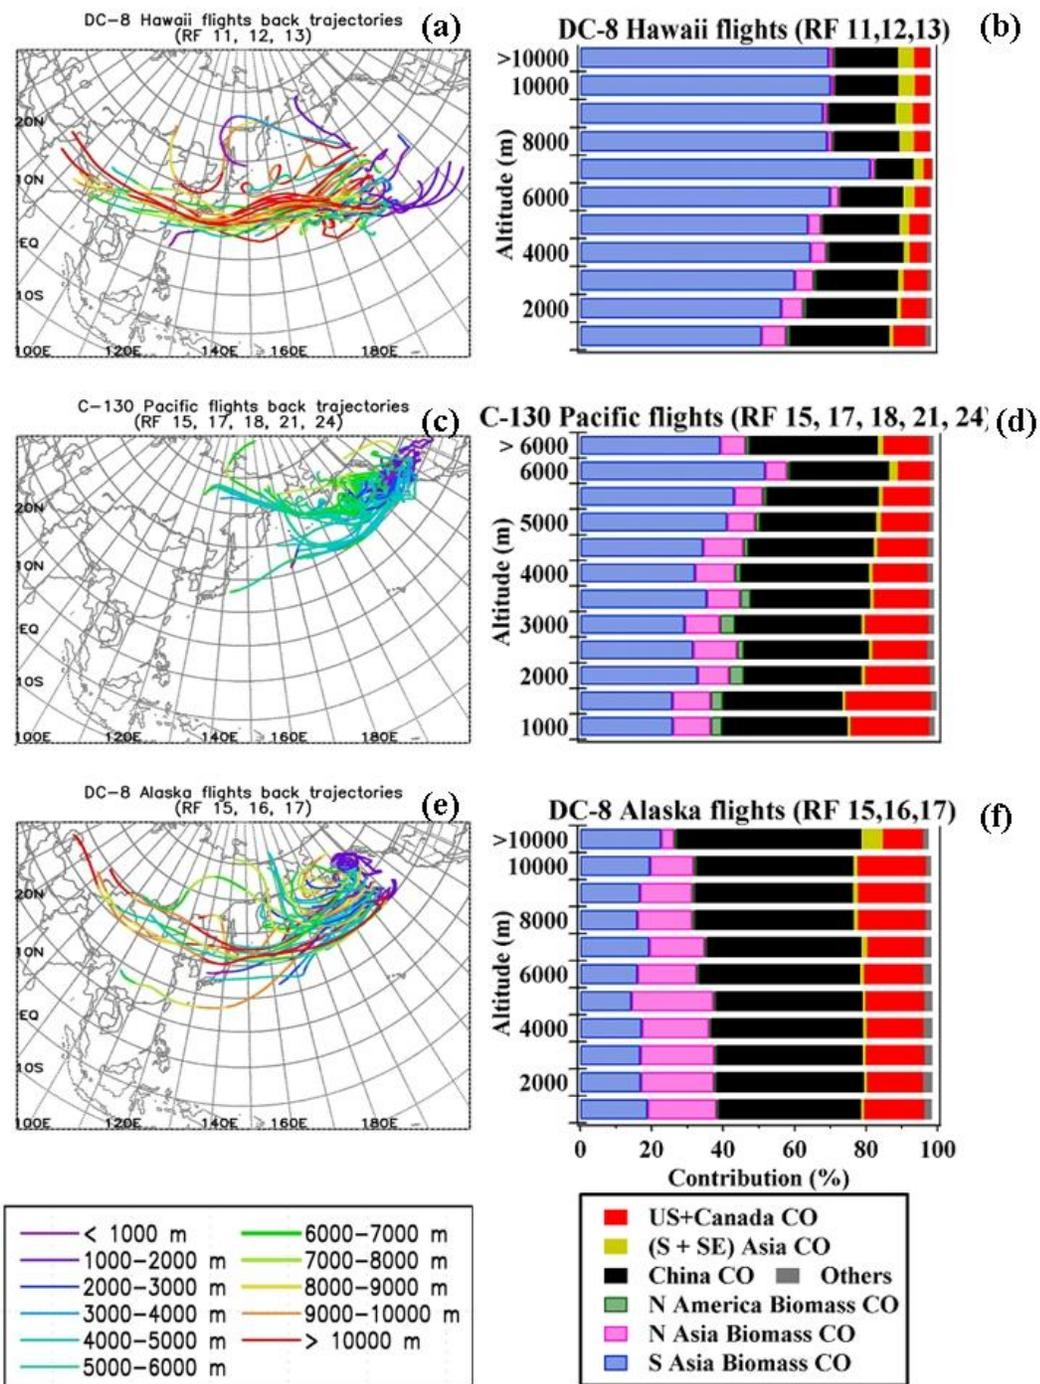 DC-8 Hawaii flights back trajectories
(RF 11, 12, 13)
(a)
20N
10N
EQ
10S
100E 120E 140E 160E 180E
DC-8 Hawaii flights (RF 11,12,13)
(b)
>10000
10000
8000
6000
4000
2000
Altitude (m)
C-130 Pacific flights back trajectories
(RF 15, 17, 18, 21, 24)
(c)
20N
10N
EQ
10S
100E 120E 140E 160E 180E
C-130 Pacific flights (RF 15, 17, 18, 21, 24)
(d)
> 6000
6000
5000
4000
3000
2000
1000
Altitude (m)
DC-8 Alaska flights back trajectories
(RF 15, 16, 17)
(e)
20N
10N
EQ
10S
100E 120E 140E 160E 180E
DC-8 Alaska flights (RF 15,16,17)
(f)
>10000
10000
8000
6000
4000
2000
Altitude (m)
0 20 40 60 80 100
Contribution (%)
< 1000 m
1000-2000 m
2000-3000 m
3000-4000 m
4000-5000 m
5000-6000 m
6000-7000 m
7000-8000 m
8000-9000 m
9000-10000 m
> 10000 m
US+Canada CO
(S + SE) Asia CO
China CO Others
N America Biomass CO
N Asia Biomass CO
S Asia Biomass CO